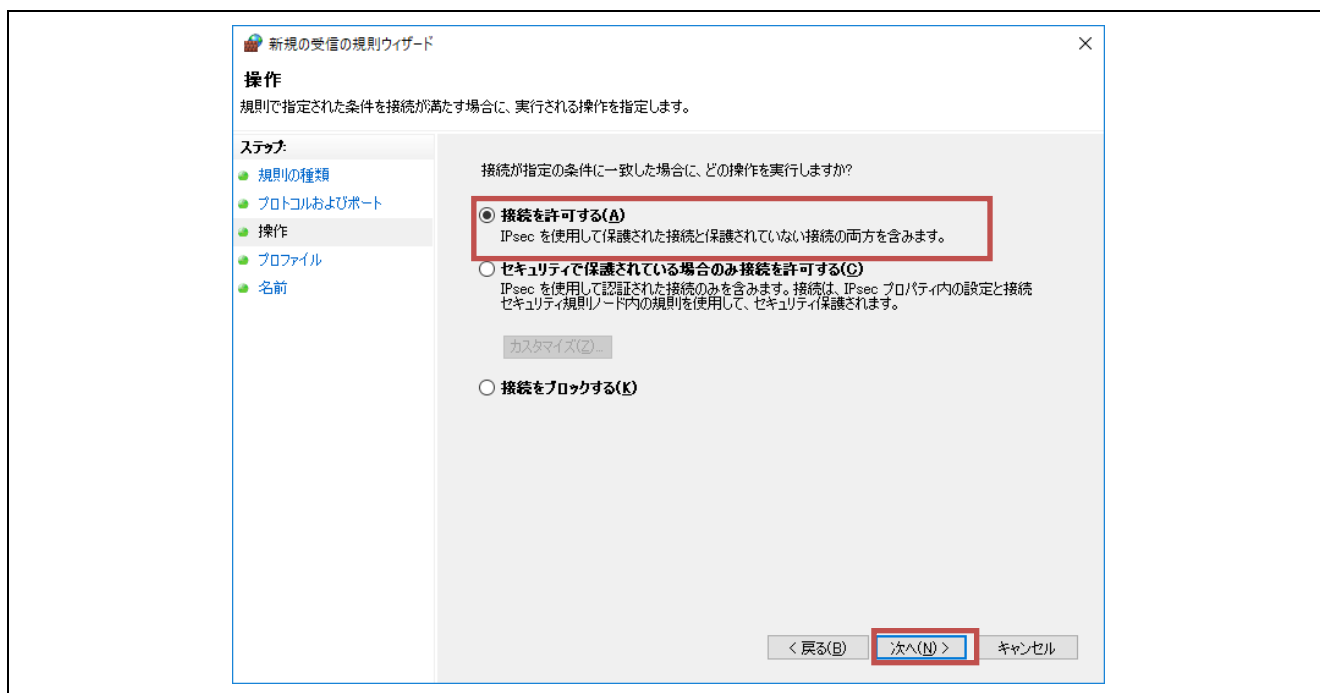 新規の受信の規則ウィザード
操作
規則で指定された条件を接続が満たす場合に、実行される操作を指定します。
ステップ:
規則の種類
プロトコルおよびポート
操作
プロファイル
名前
接続が指定の条件に一致した場合に、どの操作を実行しますか?
接続を許可する(A)
IPsec を使用して保護された接続と保護されていない接続の両方を含みます。
セキュリティで保護されている場合のみ接続を許可する(C)
IPsec を使用して認証された接続のみを含みます。接続は、IPsec プロパティ内の設定と接続
セキュリティ規則ノード内の規則を使用して、セキュリティ保護されます。
カスタマイズ(Z)...
接続をブロックする(K)
< 戻る(B)
次へ(N) >
キャンセル